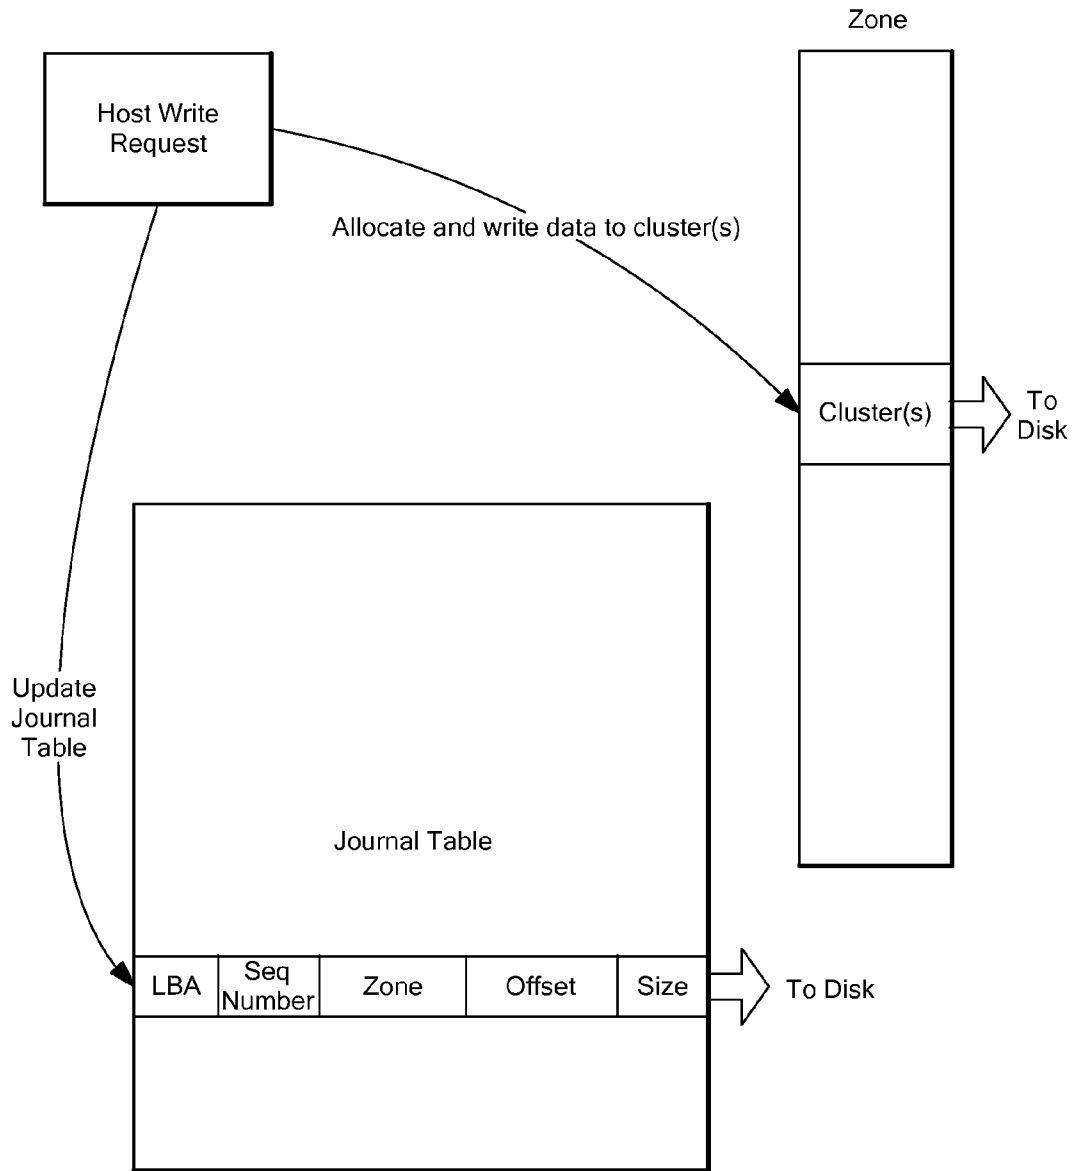 Zone
Host Write
Request
Allocate and write data to cluster(s)
Cluster(s)
To
Disk
Update
Journal
Table
Journal Table
LBA
Seq
Number
Zone
Offset
Size
To Disk